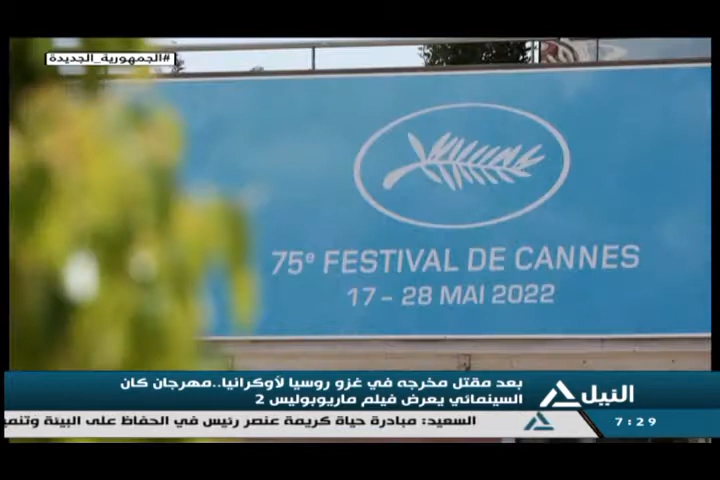 #الجمهورية_الجديدة
75e FESTIVAL DE CANNES
17 - 28 MAI 2022
بعد مقتل مخرجه في غزو روسيا لأوكرانيا..مهرجان كان
السينمائي يعرض فيلم ماريوبوليس 2
النيل
السعيد: مبادرة حياة كريمة عنصر رئيس في الحفاظ على البيئة
7:29